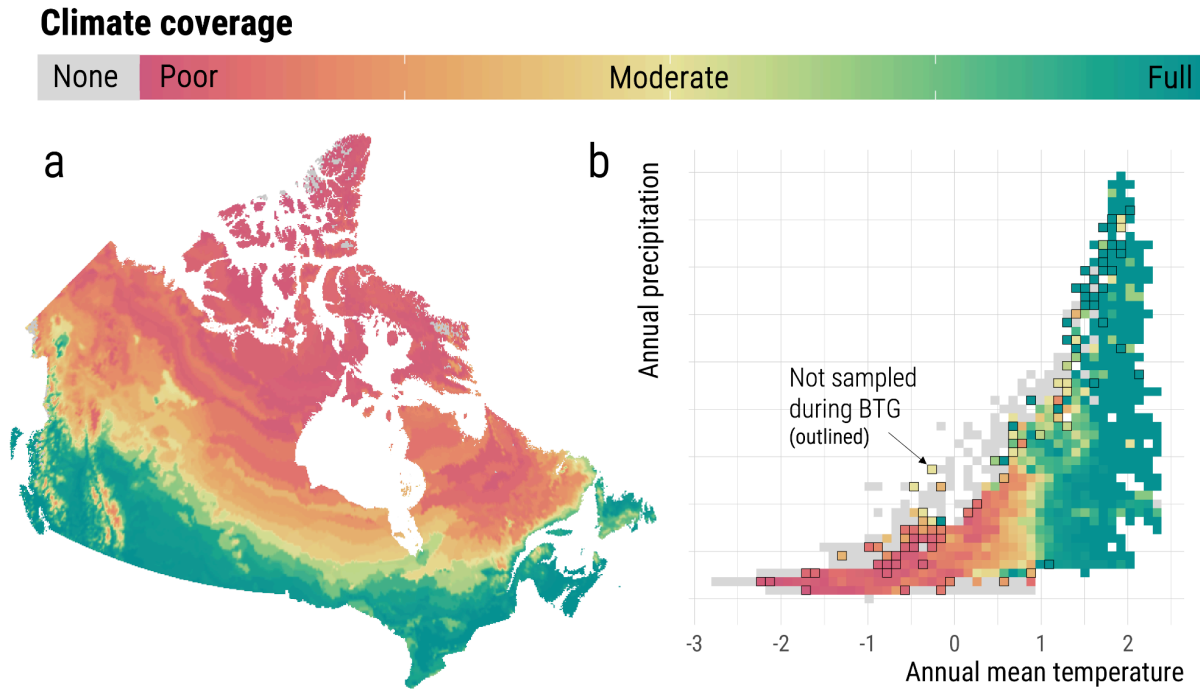 Climate coverage
None Poor Moderate Full
a
b
Annual precipitation
Not sampled
during BTG
(outlined)
-3 -2 -1 0 1 2
Annual mean temperature